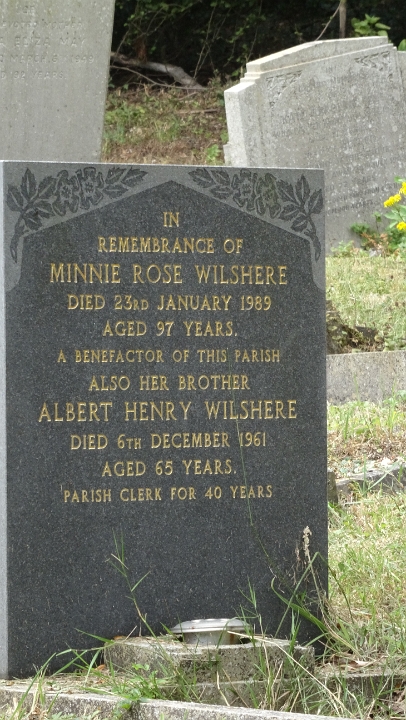 IN
REMEMBRANCE OF
MINNIE ROSE WILSHERE
DIED 23RD JANUARY 1989
AGED 97 YEARS.
A BENEFACTOR OF THIS PARISH
ALSO HER BROTHER
ALBERT HENRY WILSHERE
DIED 6TH DECEMBER 1961
AGED 65 YEARS.
PARISH CLERK FOR 40 YEARS